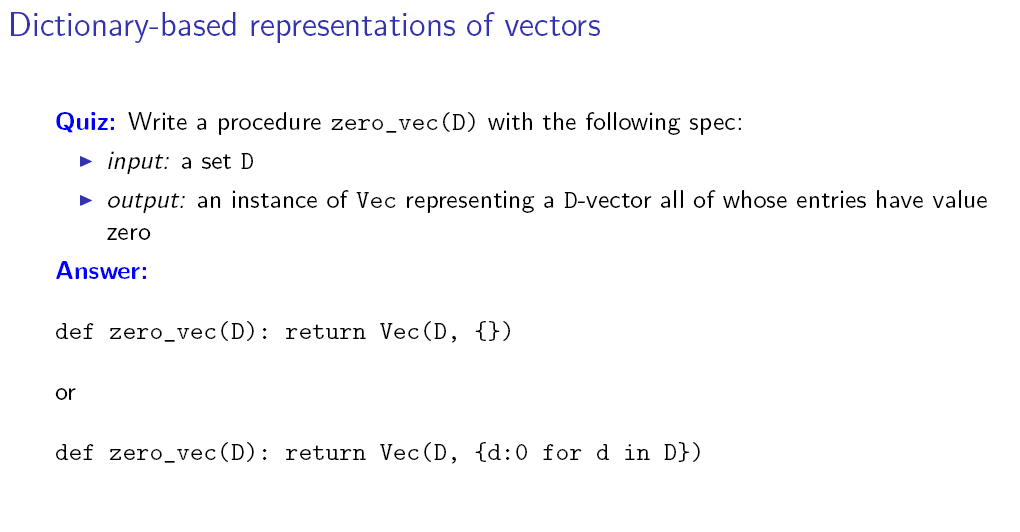 Dictionary-based representations of vectors
Quiz: Write a procedure zero_vec(D) with the following spec:
▶ input: a set D
▶ output: an instance of Vec representing a D-vector all of whose entries have value
zero
Answer:
def zero_vec(D): return Vec(D, {})
or
def zero_vec(D): return Vec(D, {d:0 for d in D})